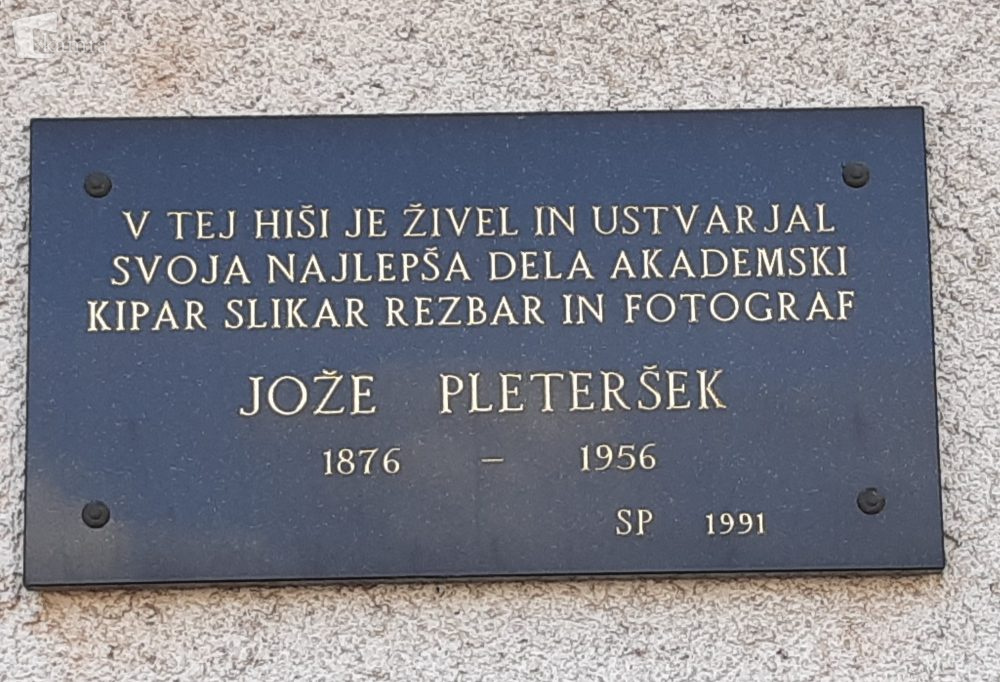 V TEJ HIŠI JE ŽIVEL IN USTVARJAL
SVOJA NAJLEPŠA DELA AKADEMSKI
KIPAR SLIKAR REZBAR IN FOTOGRAF
JOŽE PLETERŠEK
1876 – 1956
SP 1991